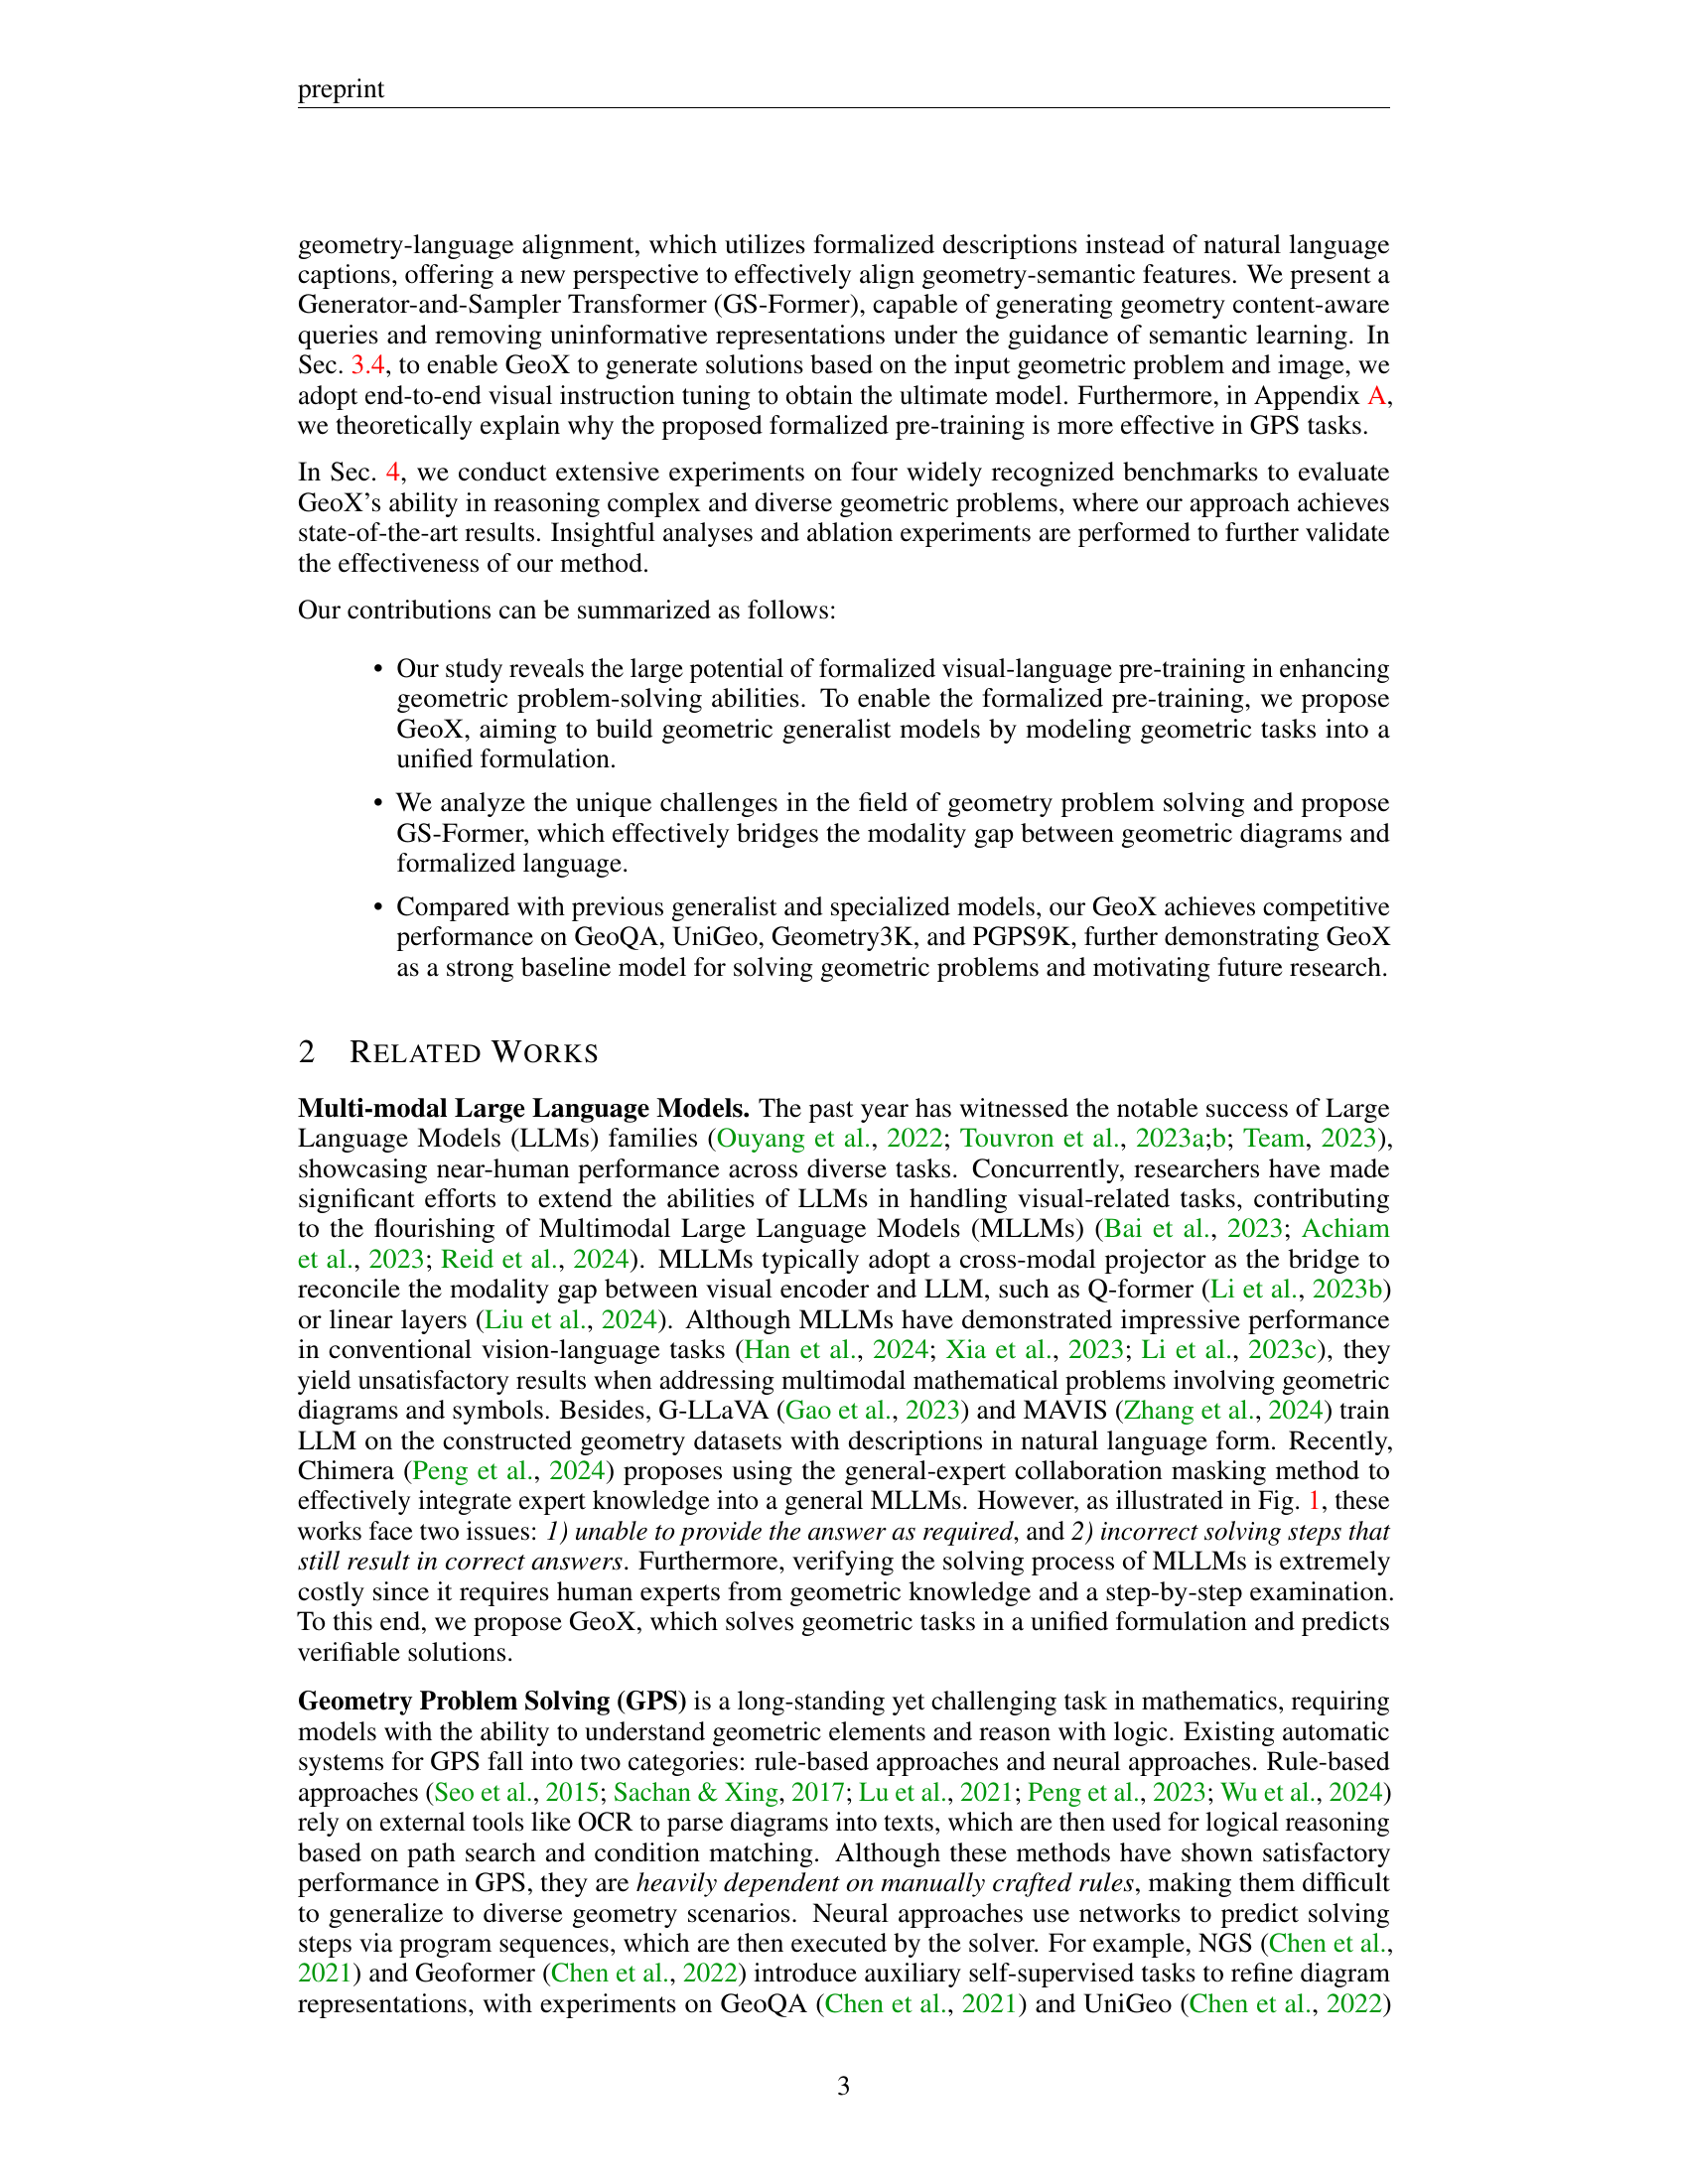 preprint
geometry-language alignment, which utilizes formalized descriptions instead of natural language
captions, offering a new perspective to effectively align geometry-semantic features. We present a
Generator-and-Sampler Transformer (GS-Former), capable of generating geometry content-aware
queries and removing uninformative representations under the guidance of semantic learning. In
Sec. 3.4, to enable GeoX to generate solutions based on the input geometric problem and image, we
adopt end-to-end visual instruction tuning to obtain the ultimate model. Furthermore, in Appendix A,
we theoretically explain why the proposed formalized pre-training is more effective in GPS tasks.
In Sec. 4, we conduct extensive experiments on four widely recognized benchmarks to evaluate
GeoX's ability in reasoning complex and diverse geometric problems, where our approach achieves
state-of-the-art results. Insightful analyses and ablation experiments are performed to further validate
the effectiveness of our method.
Our contributions can be summarized as follows:
• Our study reveals the large potential of formalized visual-language pre-training in enhancing
geometric problem-solving abilities. To enable the formalized pre-training, we propose
GeoX, aiming to build geometric generalist models by modeling geometric tasks into a
unified formulation.
• We analyze the unique challenges in the field of geometry problem solving and propose
GS-Former, which effectively bridges the modality gap between geometric diagrams and
formalized language.
• Compared with previous generalist and specialized models, our GeoX achieves competitive
performance on GeoQA, UniGeo, Geometry3K, and PGPS9K, further demonstrating GeoX
as a strong baseline model for solving geometric problems and motivating future research.
2 RELATED WORKS
Multi-modal Large Language Models. The past year has witnessed the notable success of Large
Language Models (LLMs) families (Ouyang et al., 2022; Touvron et al., 2023a;b; Team, 2023),
showcasing near-human performance across diverse tasks. Concurrently, researchers have made
significant efforts to extend the abilities of LLMs in handling visual-related tasks, contributing
to the flourishing of Multimodal Large Language Models (MLLMs) (Bai et al., 2023; Achiam
et al., 2023; Reid et al., 2024). MLLMs typically adopt a cross-modal projector as the bridge to
reconcile the modality gap between visual encoder and LLM, such as Q-former (Li et al., 2023b)
or linear layers (Liu et al., 2024). Although MLLMs have demonstrated impressive performance
in conventional vision-language tasks (Han et al., 2024; Xia et al., 2023; Li et al., 2023c), they
yield unsatisfactory results when addressing multimodal mathematical problems involving geometric
diagrams and symbols. Besides, G-LLaVA (Gao et al., 2023) and MAVIS (Zhang et al., 2024) train
LLM on the constructed geometry datasets with descriptions in natural language form. Recently,
Chimera (Peng et al., 2024) proposes using the general-expert collaboration masking method to
effectively integrate expert knowledge into a general MLLMs. However, as illustrated in Fig. 1, these
works face two issues: 1) unable to provide the answer as required, and 2) incorrect solving steps that
still result in correct answers. Furthermore, verifying the solving process of MLLMs is extremely
costly since it requires human experts from geometric knowledge and a step-by-step examination.
To this end, we propose GeoX, which solves geometric tasks in a unified formulation and predicts
verifiable solutions.
Geometry Problem Solving (GPS) is a long-standing yet challenging task in mathematics, requiring
models with the ability to understand geometric elements and reason with logic. Existing automatic
systems for GPS fall into two categories: rule-based approaches and neural approaches. Rule-based
approaches (Seo et al., 2015; Sachan & Xing, 2017; Lu et al., 2021; Peng et al., 2023; Wu et al., 2024)
rely on external tools like OCR to parse diagrams into texts, which are then used for logical reasoning
based on path search and condition matching. Although these methods have shown satisfactory
performance in GPS, they are heavily dependent on manually crafted rules, making them difficult
to generalize to diverse geometry scenarios. Neural approaches use networks to predict solving
steps via program sequences, which are then executed by the solver. For example, NGS (Chen et al.,
2021) and Geoformer (Chen et al., 2022) introduce auxiliary self-supervised tasks to refine diagram
representations, with experiments on GeoQA (Chen et al., 2021) and UniGeo (Chen et al., 2022)
3